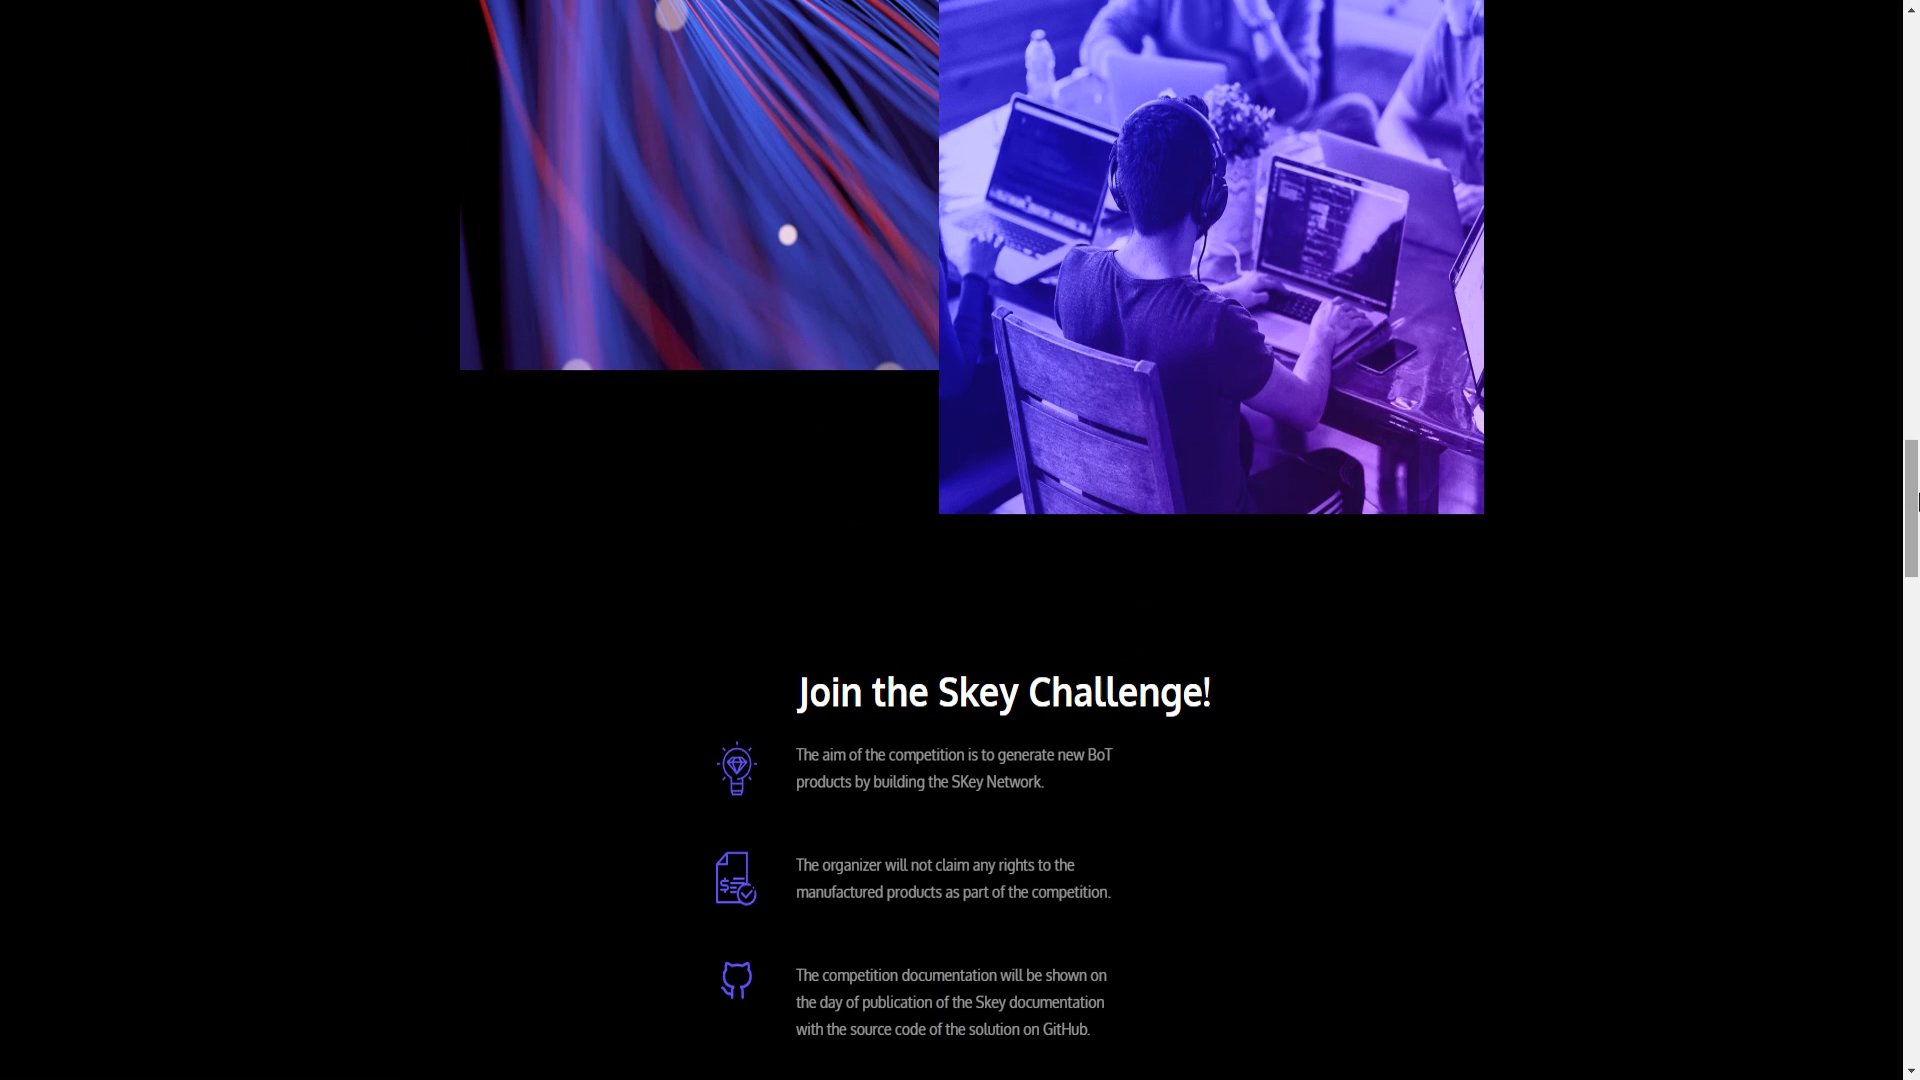 Join the Skey Challenge!
The aim of the competition is to generate new BoT
products by building the SKey Network.
The organizer will not claim any rights to the
manufactured products as part of the competition.
The competition documentation will be shown on
the day of publication of the Skey documentation
with the source code of the solution on GitHub.